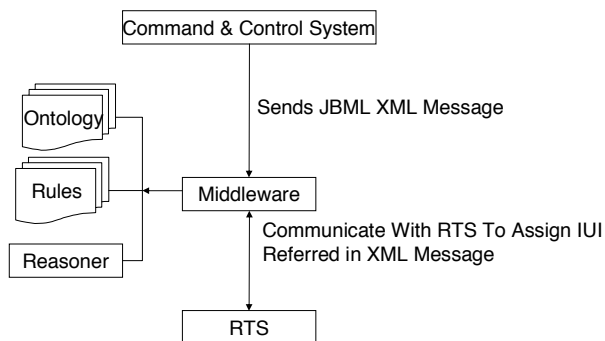 Command & Control System
Sends JBML XML Message
Ontology
Rules
Middleware
Communicate With RTS To Assign IUI
Referred in XML Message
Reasoner
RTS